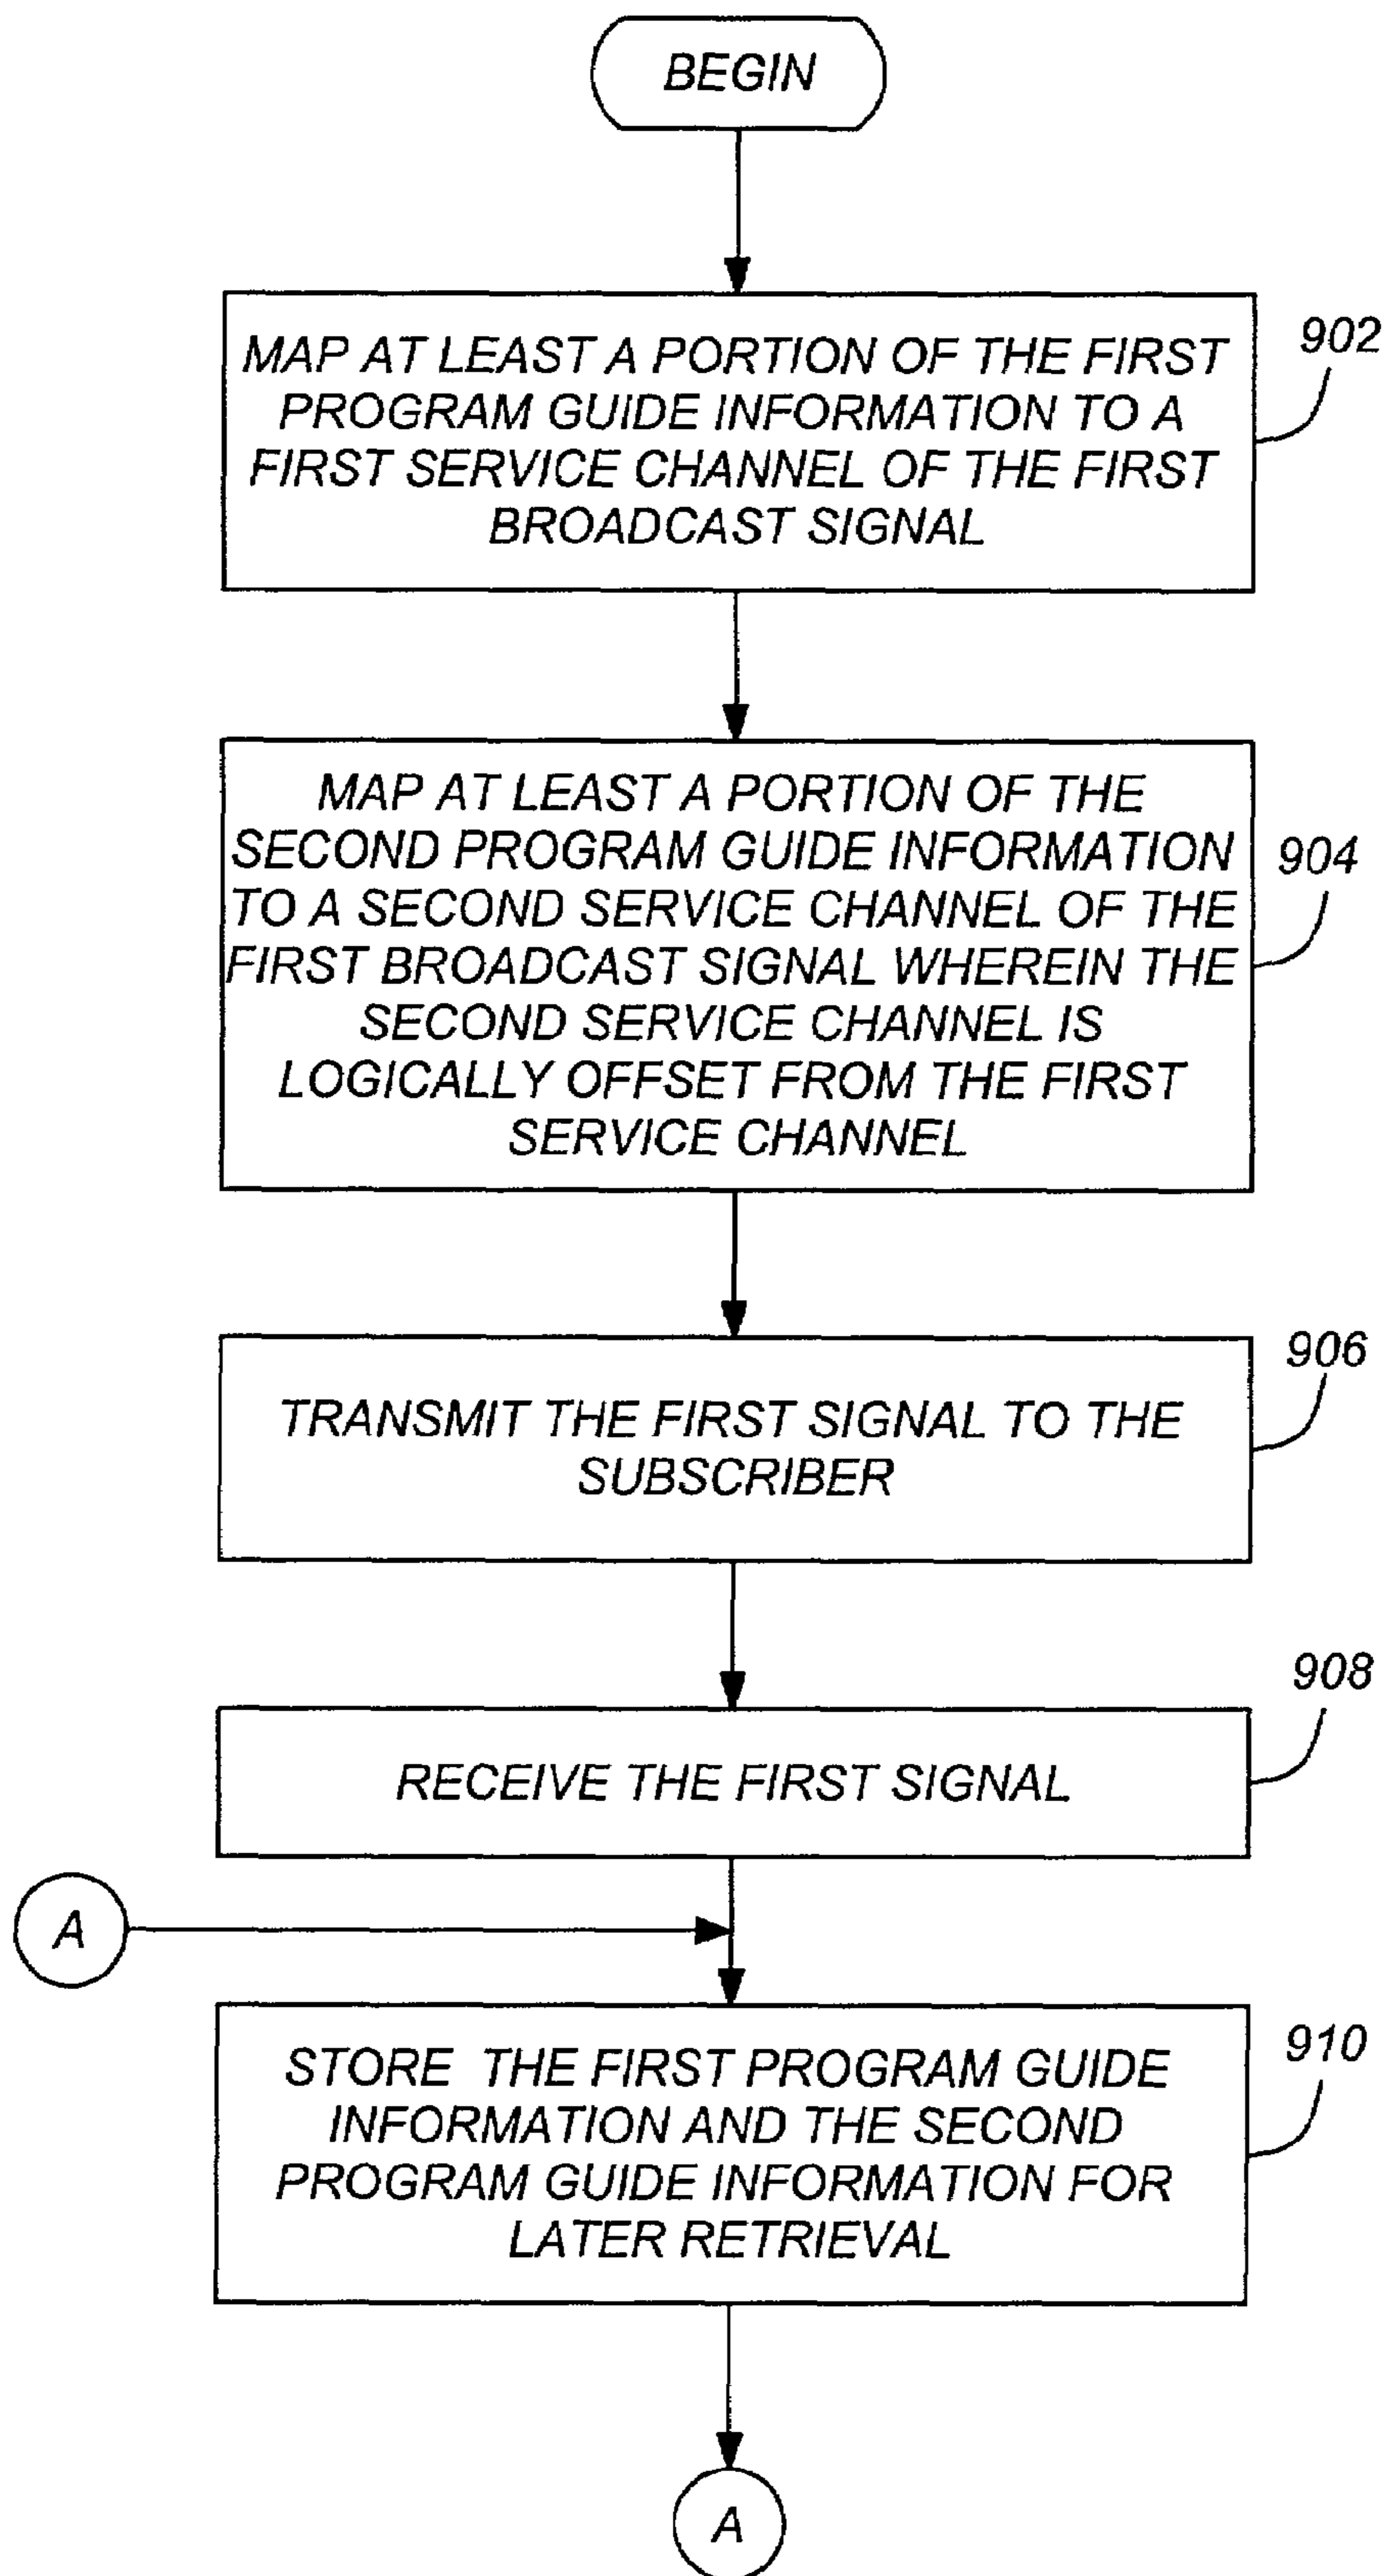 BEGIN
MAP AT LEAST A PORTION OF THE FIRST
PROGRAM GUIDE INFORMATION TO A
FIRST SERVICE CHANNEL OF THE FIRST
BROADCAST SIGNAL
902
MAP AT LEAST A PORTION OF THE
SECOND PROGRAM GUIDE INFORMATION
TO A SECOND SERVICE CHANNEL OF THE
FIRST BROADCAST SIGNAL WHEREIN THE
SECOND SERVICE CHANNEL IS
LOGICALLY OFFSET FROM THE FIRST
SERVICE CHANNEL
904
TRANSMIT THE FIRST SIGNAL TO THE
SUBSCRIBER
906
RECEIVE THE FIRST SIGNAL
908
A
STORE THE FIRST PROGRAM GUIDE
INFORMATION AND THE SECOND
PROGRAM GUIDE INFORMATION FOR
LATER RETRIEVAL
910
A